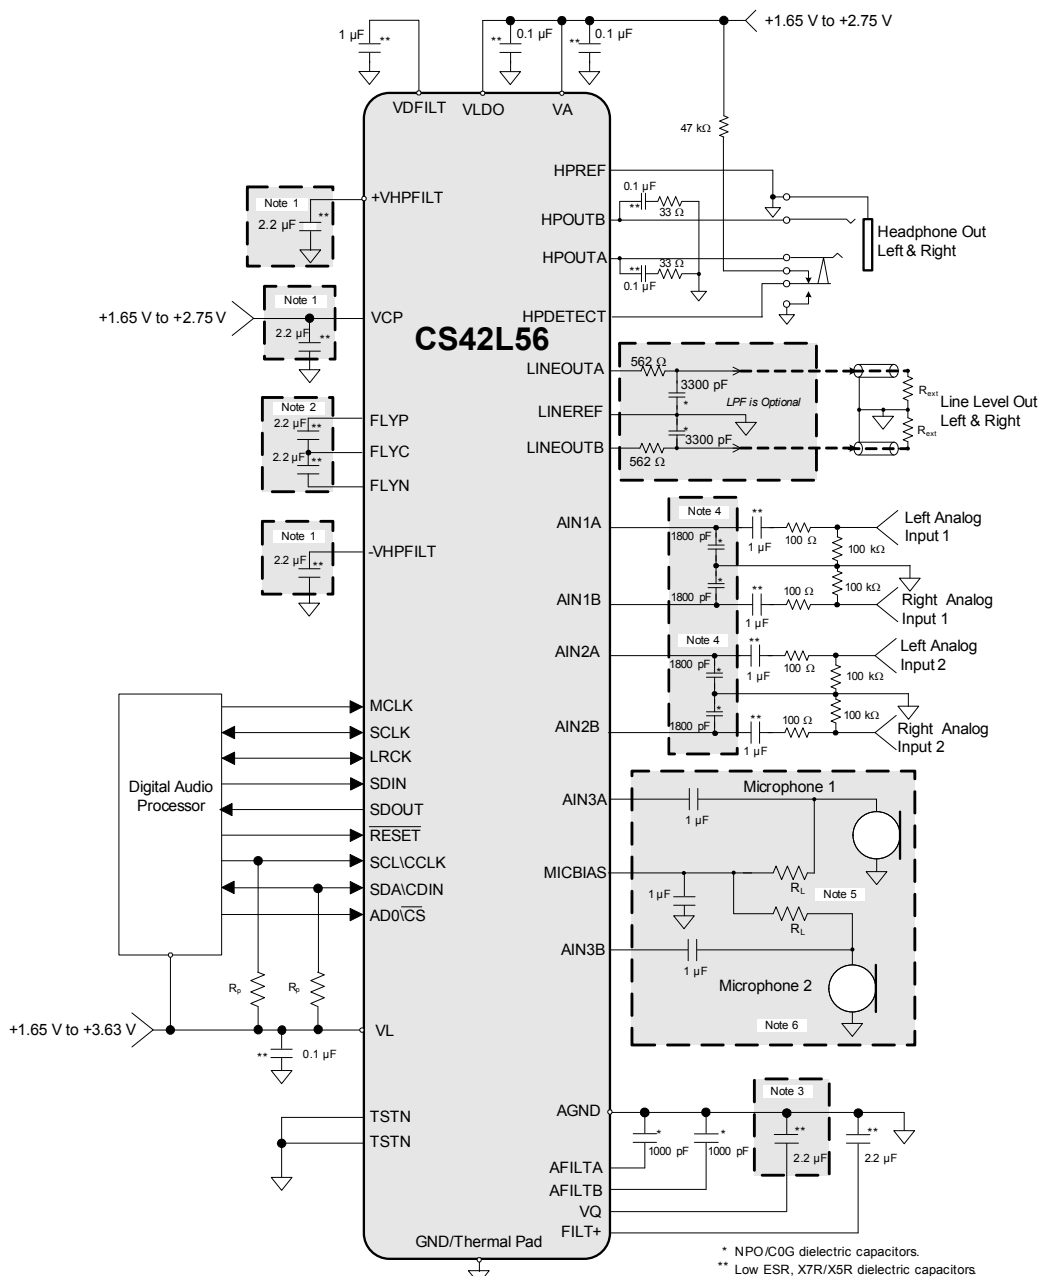 1 µF
**
**
0.1 µF
**
0.1 µF
+1.65 V to +2.75 V
VDFILT
VLDO
VA
47 kΩ
HPREF
Note 1
+VHPFILT
**
2.2 µF
0.1 µF
**
33 Ω
HPOUTB
Headphone Out
Left & Right
HPOUTA
33 Ω
**
0.1 µF
Note 1
+1.65 V to +2.75 V
VCP
2.2 µF
**
HPDETECT
CS42L56
LINEOUTA
562 Ω
3300 pF
*
LPF is Optional
Rext
Line Level Out
Left & Right
LINEREF
*
3300 pF
Rext
LINEOUTB
562 Ω
Note 2
2.2 µF
**
FLYP
2.2 µF
**
FLYC
FLYN
Note 4
AIN1A
1800 pF
*
**
1 µF
100 Ω
100 kΩ
Left Analog
Input 1
Note 1
-VHPFILT
2.2 µF
**
AIN1B
1800 pF
*
**
1 µF
100 Ω
100 kΩ
Right Analog
Input 1
Note 4
AIN2A
1800 pF
*
**
1 µF
100 Ω
100 kΩ
Left Analog
Input 2
AIN2B
1800 pF
*
**
1 µF
100 Ω
100 kΩ
Right Analog
Input 2
Digital Audio
Processor
MCLK
SCLK
LRCK
SDIN
SDOUT
RESET
SCL\CCLK
SDA\CDIN
AD0\CS
AIN3A
1 µF
Microphone 1
MICBIAS
1 µF
RL
Note 5
RL
AIN3B
1 µF
Microphone 2
Note 6
Rp
Rp
+1.65 V to +3.63 V
VL
**
0.1 µF
TSTN
TSTN
Note 3
AGND
*
1000 pF
*
1000 pF
**
2.2 µF
**
2.2 µF
AFILTA
AFILTB
VQ
FILT+
GND/Thermal Pad
* NPO/C0G dielectric capacitors.
** Low ESR, X7R/X5R dielectric capacitors.